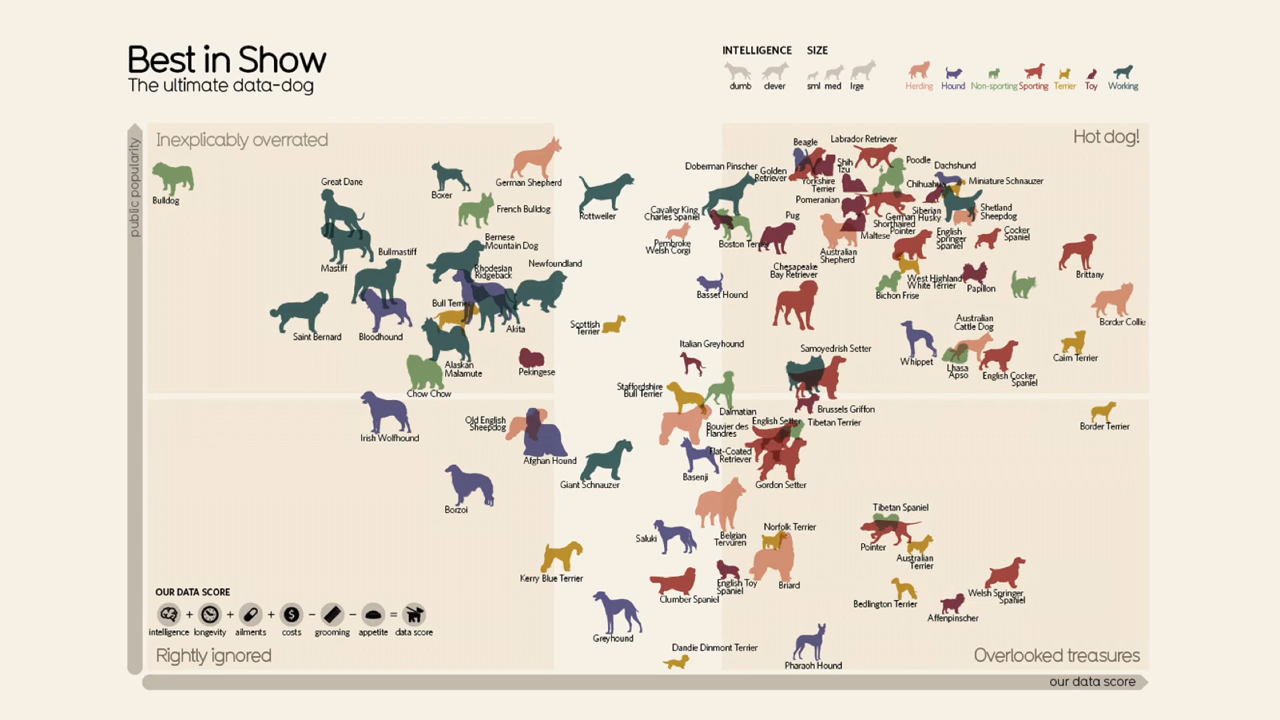 Best in Show
The ultimate data-dog
INTELLIGENCE SIZE
dumb clever sml med lrge
Herding Hound Non-sporting Sporting Terrier Toy Working
public popularity
Inexplicably overrated
Hot dog!
Bulldog
Great Dane
Boxer
German Shepherd
French Bulldog
Rottweiler
Mastiff
Bullmastiff
Bernese
Mountain Dog
Rhodesian
Ridgeback
Newfoundland
Saint Bernard
Bloodhound
Bull Terrier
Akita
Alaskan
Malamute
Chow Chow
Pekingese
Scottish
Terrier
Doberman Pinscher
Beagle
Labrador Retriever
Golden
Retriever
Yorkshire
Terrier
Shih
Tzu
Poodle
Dachshund
Chihuahua
Miniature Schnauzer
Cavalier King
Charles Spaniel
Pomeranian
Siberian
Husky
Shetland
Sheepdog
Pembroke
Welsh Corgi
Boston Terrier
Pug
Maltese
German
Shorthaired
Pointer
English
Springer
Spaniel
Cocker
Spaniel
Australian
Shepherd
Basset Hound
Chesapeake
Bay Retriever
Bichon Frise
West Highland
White Terrier
Papillon
Brittany
Border Collie
Italian Greyhound
Samoyed
Irish Setter
Whippet
Australian
Cattle Dog
Lhasa
Apso
English Cocker
Spaniel
Cairn Terrier
Staffordshire
Bull Terrier
Dalmatian
Brussels Griffon
Border Terrier
Irish Wolfhound
Old English
Sheepdog
Afghan Hound
Bouvier des
Flandres
English Setter
Tibetan Terrier
Borzoi
Giant Schnauzer
Basenji
Flat-Coated
Retriever
Gordon Setter
Saluki
Belgian
Tervuren
Norfolk Terrier
Tibetan Spaniel
Pointer
Australian
Terrier
Kerry Blue Terrier
Clumber Spaniel
English Toy
Spaniel
Briard
Bedlington Terrier
Welsh Springer
Spaniel
Affenpinscher
Greyhound
Dandie Dinmont Terrier
Pharaoh Hound
OUR DATA SCORE
+ + + − − =
intelligence longevity ailments costs grooming appetite data score
Rightly ignored
Overlooked treasures
our data score